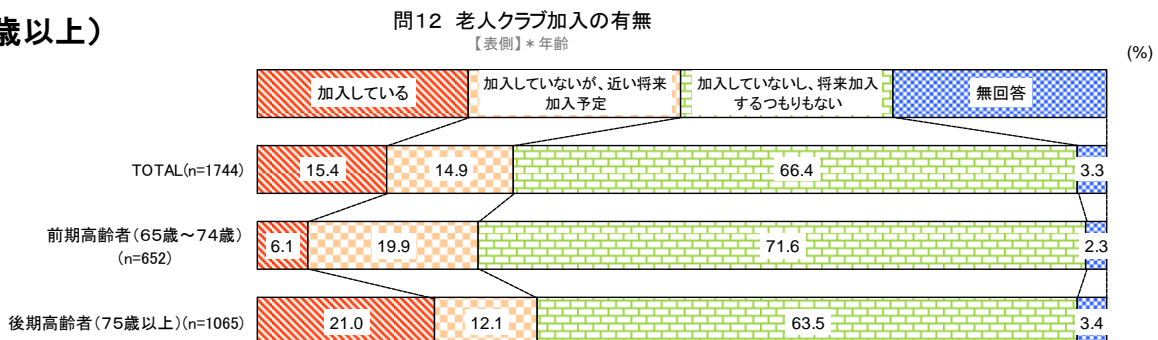 歳以上）
問12 老人クラブ加入の有無
【表側】＊年齢
(%)
加入している
加入していないが、近い将来
加入予定
加入していないし、将来加入
するつもりもない
無回答
TOTAL(n=1744)
15.4
14.9
66.4
3.3
前期高齢者（65歳～74歳）
(n=652)
6.1
19.9
71.6
2.3
後期高齢者（75歳以上）(n=1065)
21.0
12.1
63.5
3.4